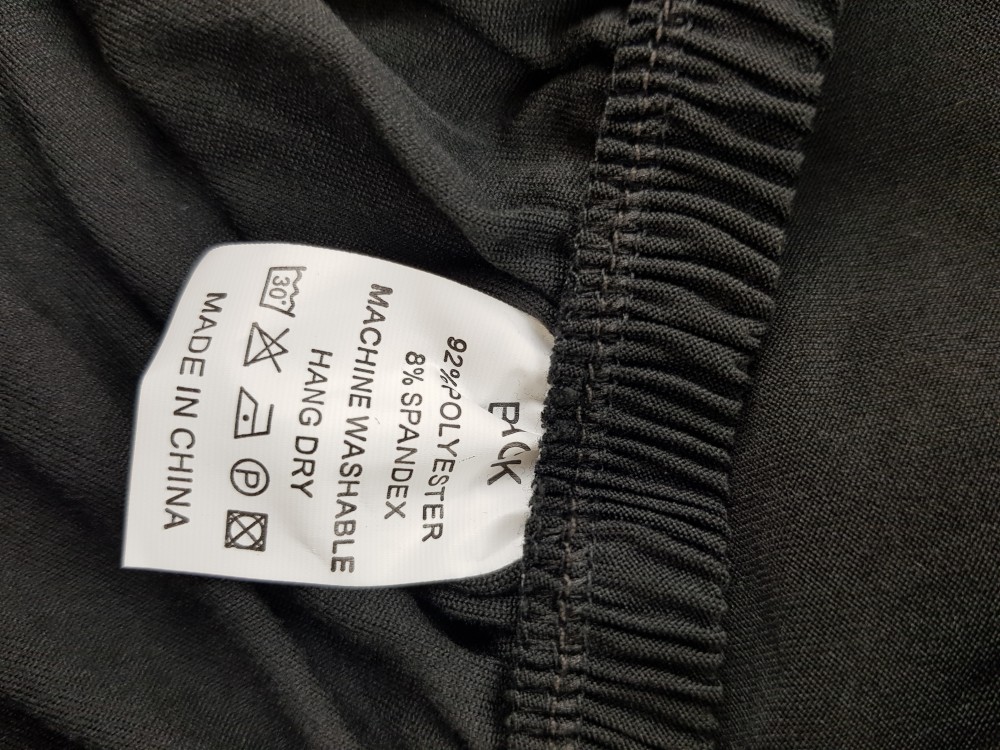 BACK
92%POLYESTER
8% SPANDEX
MACHINE WASHABLE
HANG DRY
30° P
MADE IN CHINA